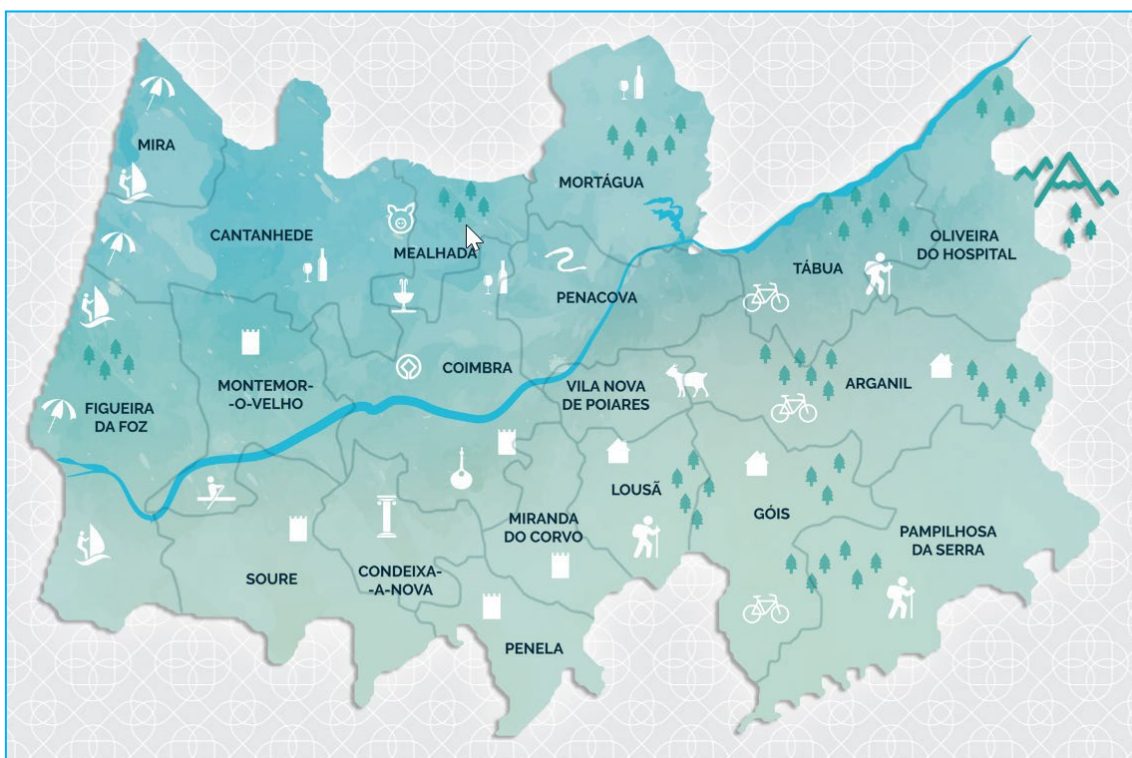 MIRA
MORTÁGUA
CANTANHEDE
MEALHADA
OLIVEIRA
DO HOSPITAL
TÁBUA
PENACOVA
COIMBRA
MONTEMOR-
-O-VELHO
VILA NOVA
DE POIARES
ARGANIL
FIGUEIRA
DA FOZ
LOUSÃ
GÓIS
MIRANDA
DO CORVO
PAMPILHOSA
DA SERRA
SOURE
CONDEIXA-
-A-NOVA
PENELA